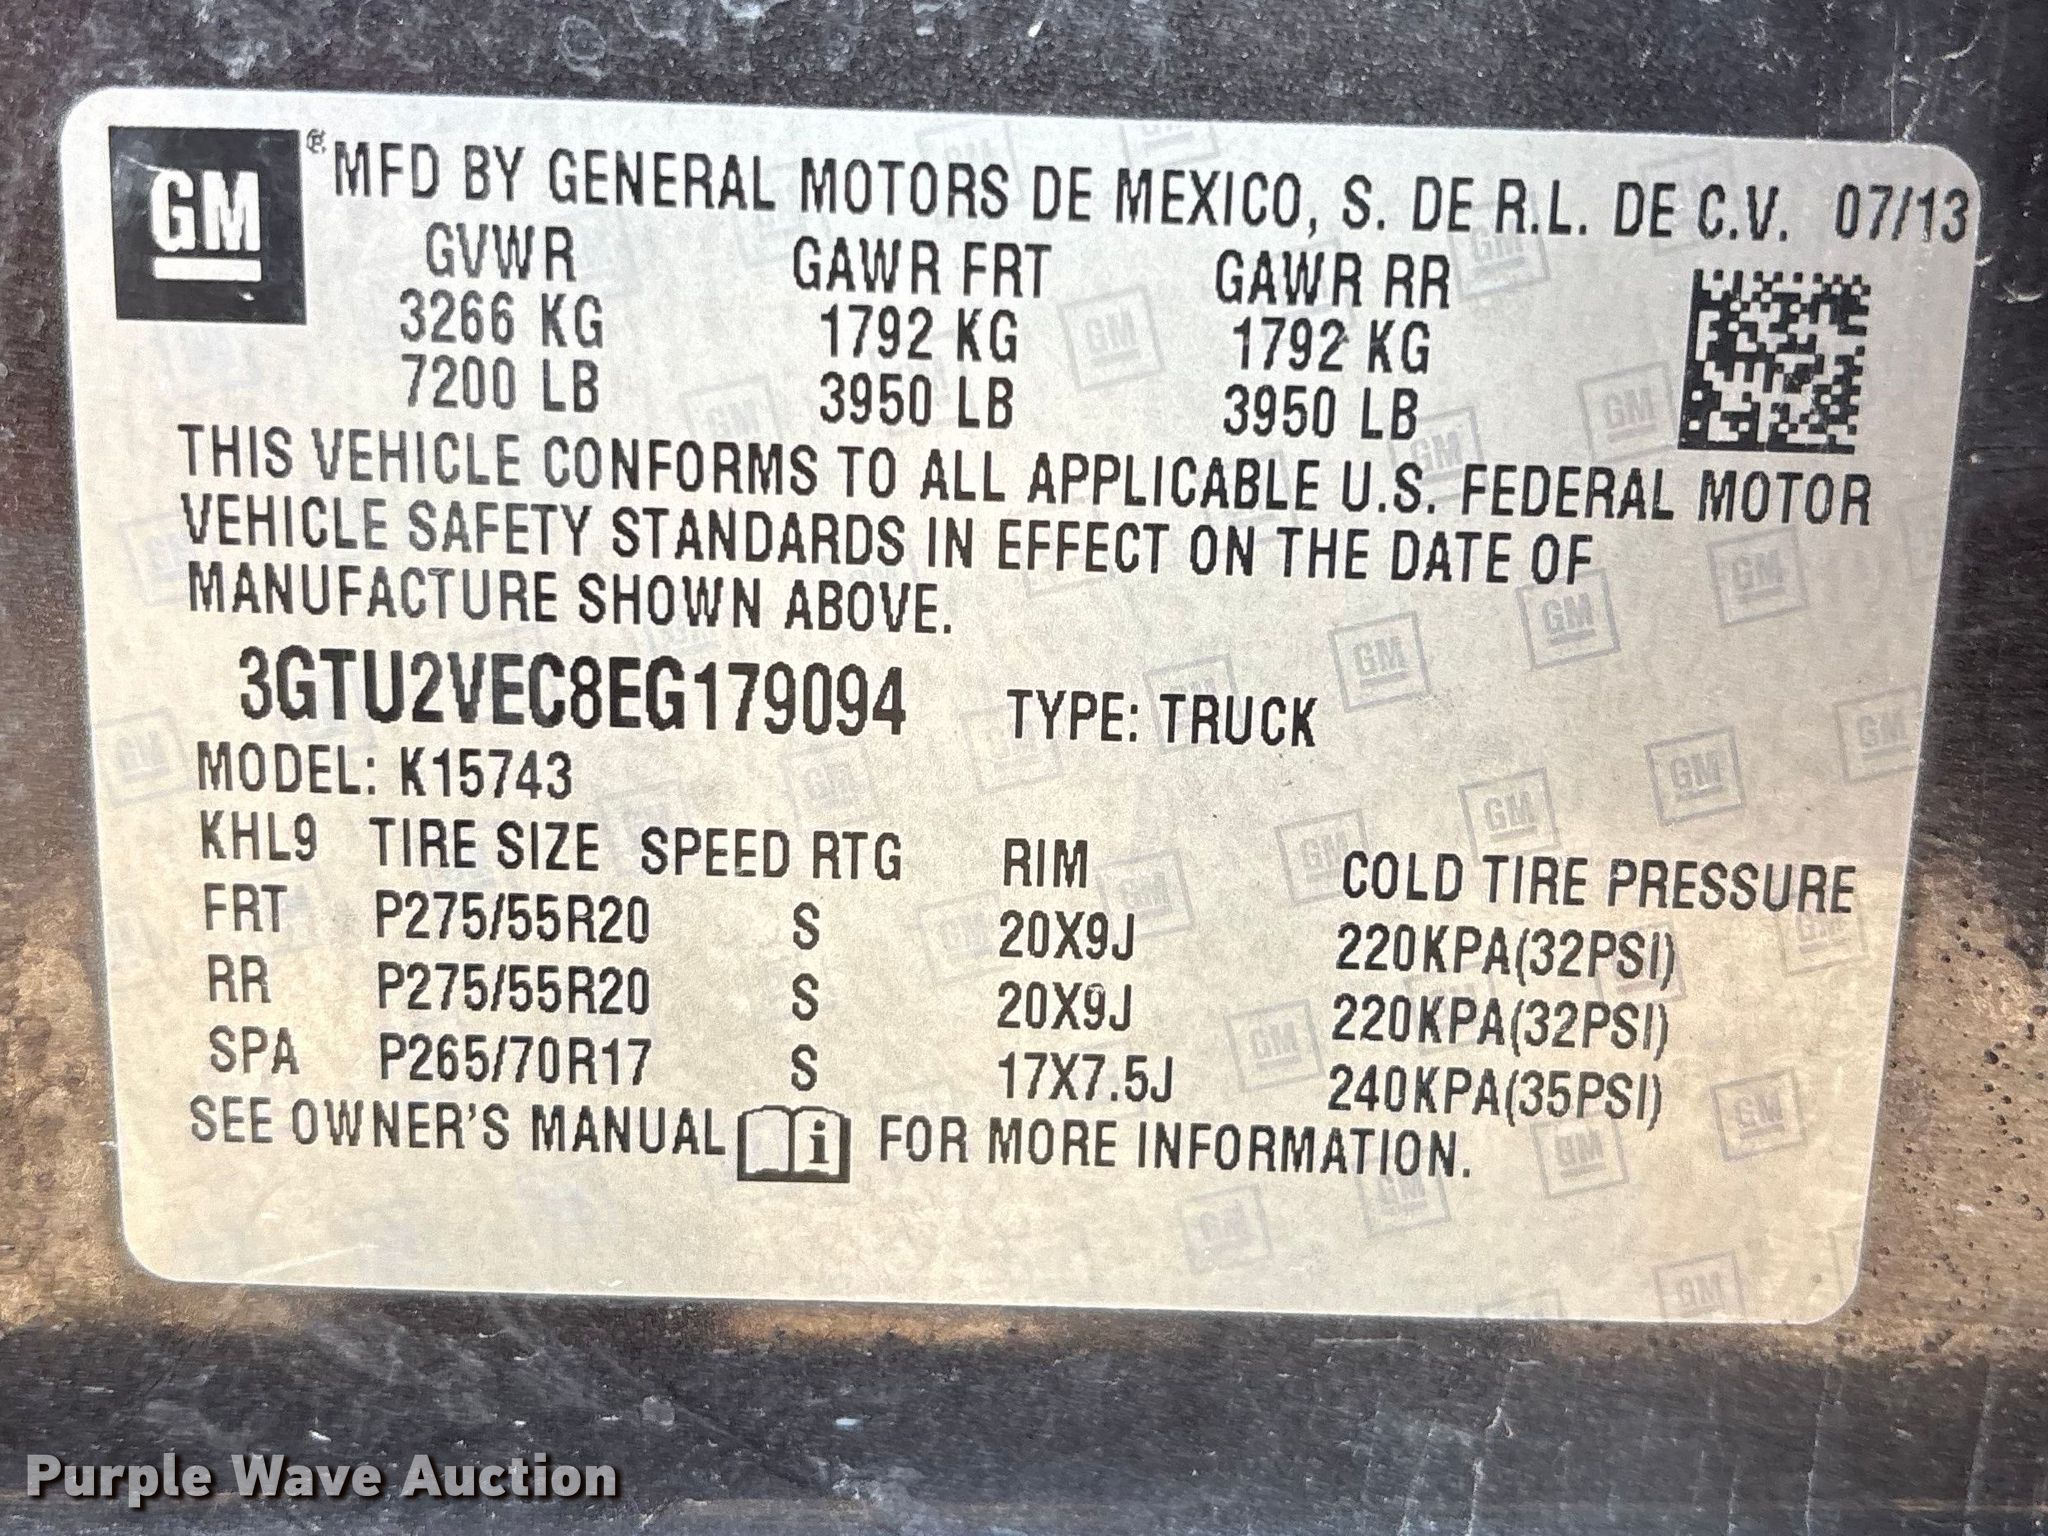 GM
MFD BY GENERAL MOTORS DE MEXICO, S. DE R.L. DE C.V. 07/13
GVWR GAWR FRT GAWR RR
3266 KG 1792 KG 1792 KG
7200 LB 3950 LB 3950 LB
THIS VEHICLE CONFORMS TO ALL APPLICABLE U.S. FEDERAL MOTOR
VEHICLE SAFETY STANDARDS IN EFFECT ON THE DATE OF
MANUFACTURE SHOWN ABOVE.
3GTU2VEC8EG179094 TYPE: TRUCK
MODEL: K15743
KHL9 TIRE SIZE SPEED RTG RIM COLD TIRE PRESSURE
FRT P275/55R20 S 20X9J 220KPA(32PSI)
RR P275/55R20 S 20X9J 220KPA(32PSI)
SPA P265/70R17 S 17X7.5J 240KPA(35PSI)
SEE OWNER'S MANUAL i FOR MORE INFORMATION.
Purple Wave Auction